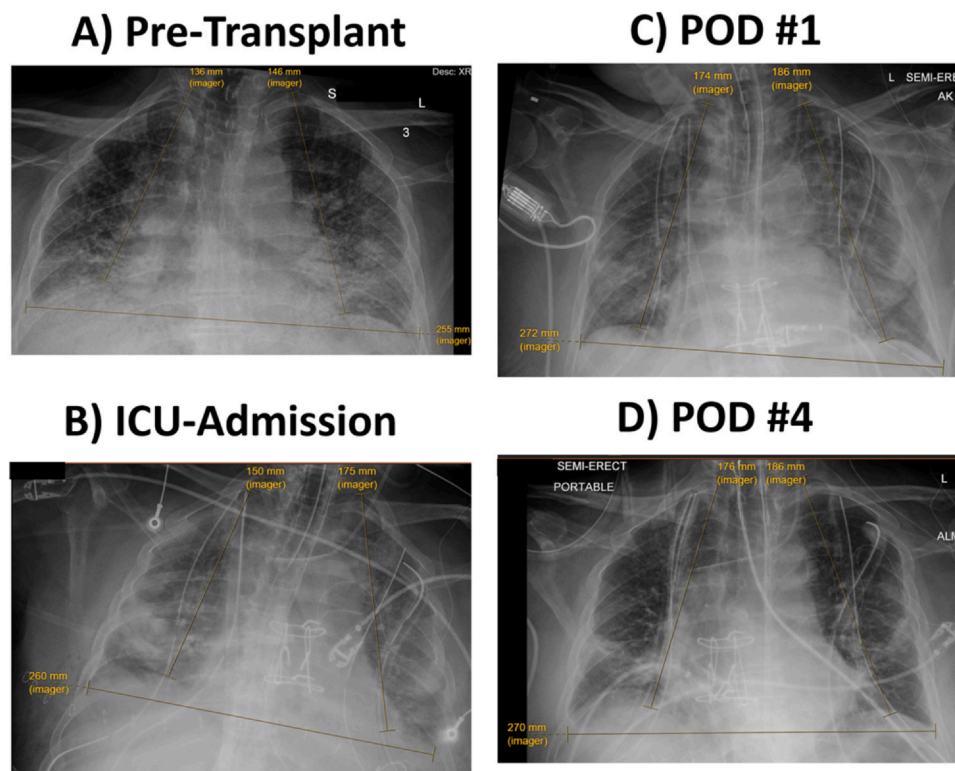 A) Pre-Transplant
136 mm
(imager)
146 mm
(imager)
Desc: XR
S
L
3
255 mm
(imager)
C) POD #1
174 mm
(imager)
186 mm
(imager)
L SEMI-ERE
AK
272 mm
(imager)
B) ICU-Admission
150 mm
(imager)
175 mm
(imager)
260 mm
(imager)
D) POD #4
SEMI-ERECT
PORTABLE
176 mm
(imager)
186 mm
(imager)
L
ALM
270 mm
(imager)